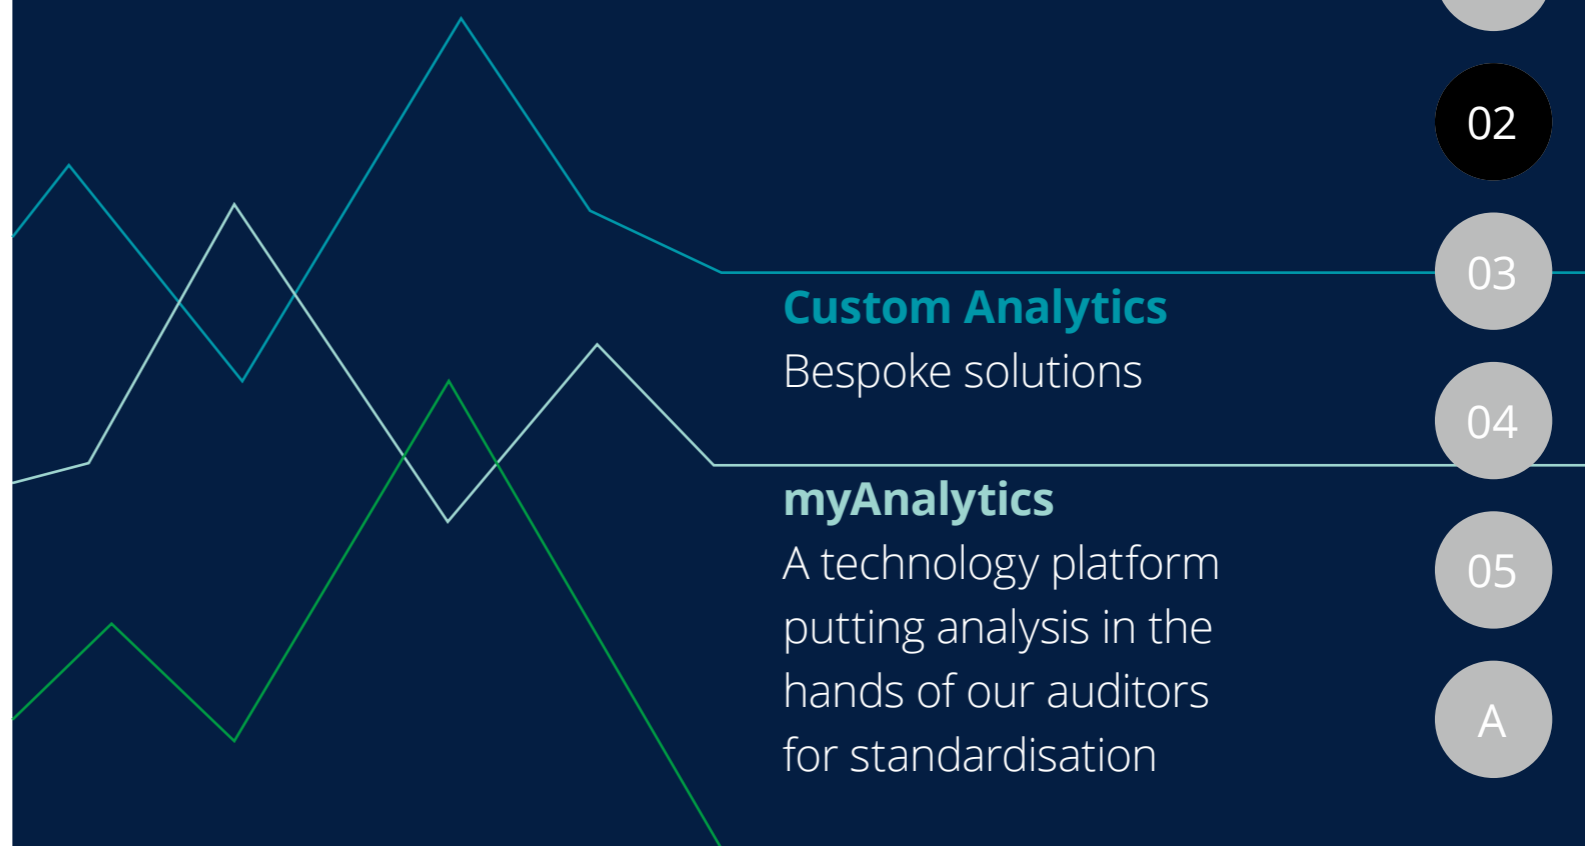 Custom Analytics
Bespoke solutions
myAnalytics
A technology platform
putting analysis in the
hands of our auditors
for standardisation
02
03
04
05
A